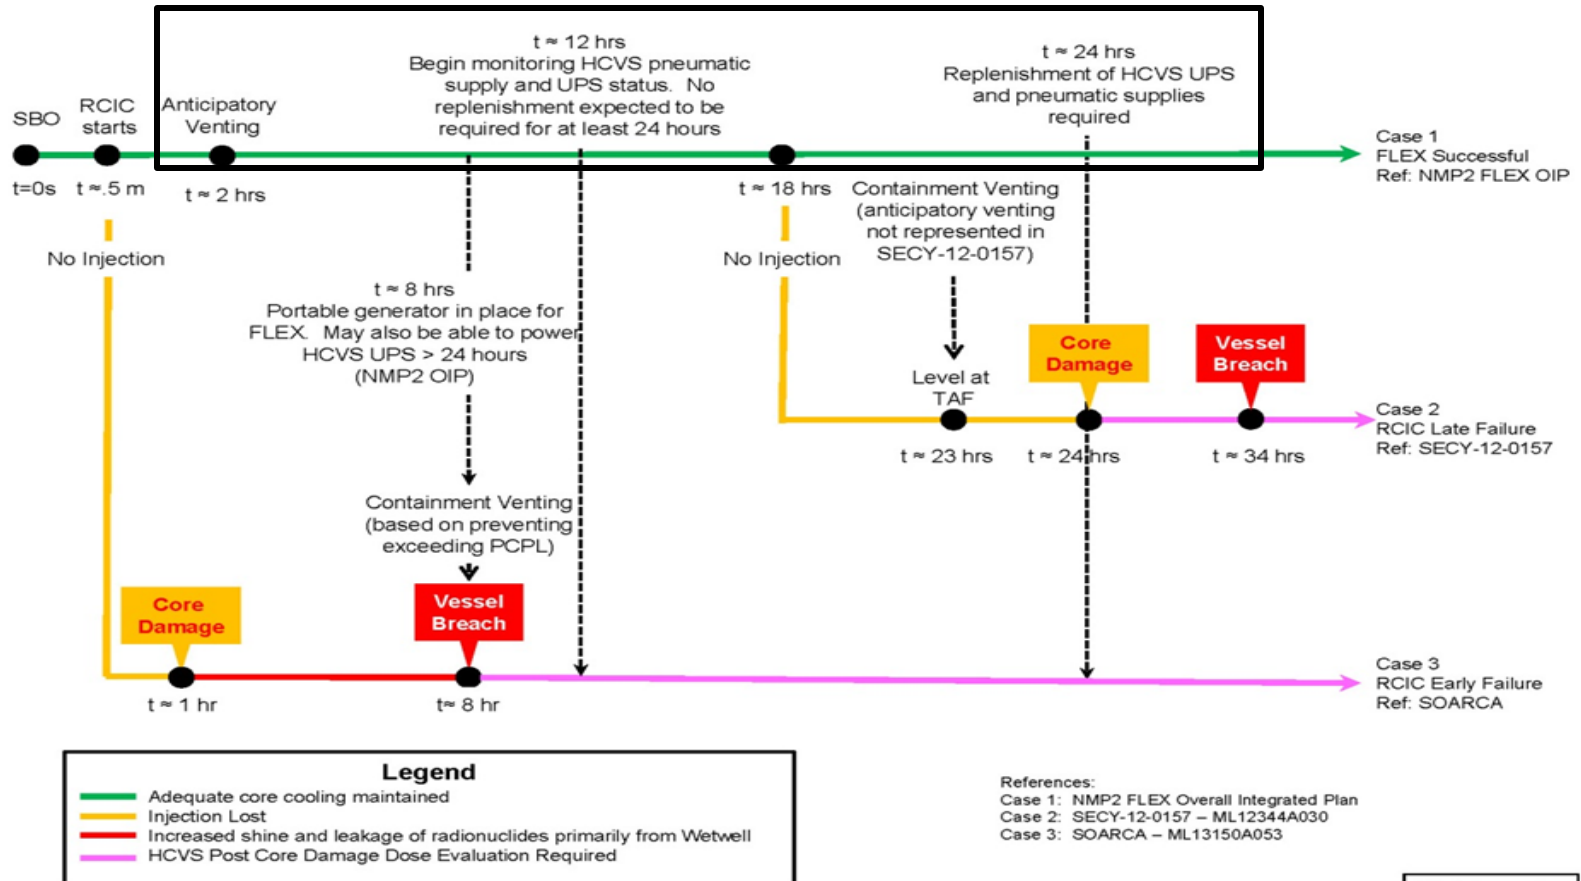 t ≈ 12 hrs
Begin monitoring HCVS pneumatic
supply and UPS status.  No
replenishment expected to be
required for at least 24 hours
t ≈ 24 hrs
Replenishment of HCVS UPS
and pneumatic supplies
required
SBO
RCIC
starts
Anticipatory
Venting
t=0s
t ≈.5 m
t ≈ 2 hrs
t ≈ 18 hrs
Case 1
FLEX Successful
Ref: NMP2 FLEX OIP
No Injection
No Injection
Containment Venting
(anticipatory venting
not represented in
SECY-12-0157)
t ≈ 8 hrs
Portable generator in place for
FLEX.  May also be able to power
HCVS UPS > 24 hours
(NMP2 OIP)
Core
Damage
Vessel
Breach
Level at
TAF
t ≈ 23 hrs
t ≈ 24 hrs
t ≈ 34 hrs
Case 2
RCIC Late Failure
Ref: SECY-12-0157
Containment Venting
(based on preventing
exceeding PCPL)
Core
Damage
Vessel
Breach
t ≈ 1 hr
t≈ 8 hr
Case 3
RCIC Early Failure
Ref: SOARCA
Legend
Adequate core cooling maintained
Injection Lost
Increased shine and leakage of radionuclides primarily from Wetwell
HCVS Post Core Damage Dose Evaluation Required
References:
Case 1:  NMP2 FLEX Overall Integrated Plan
Case 2:  SECY-12-0157 – ML12344A030
Case 3:  SOARCA – ML13150A053